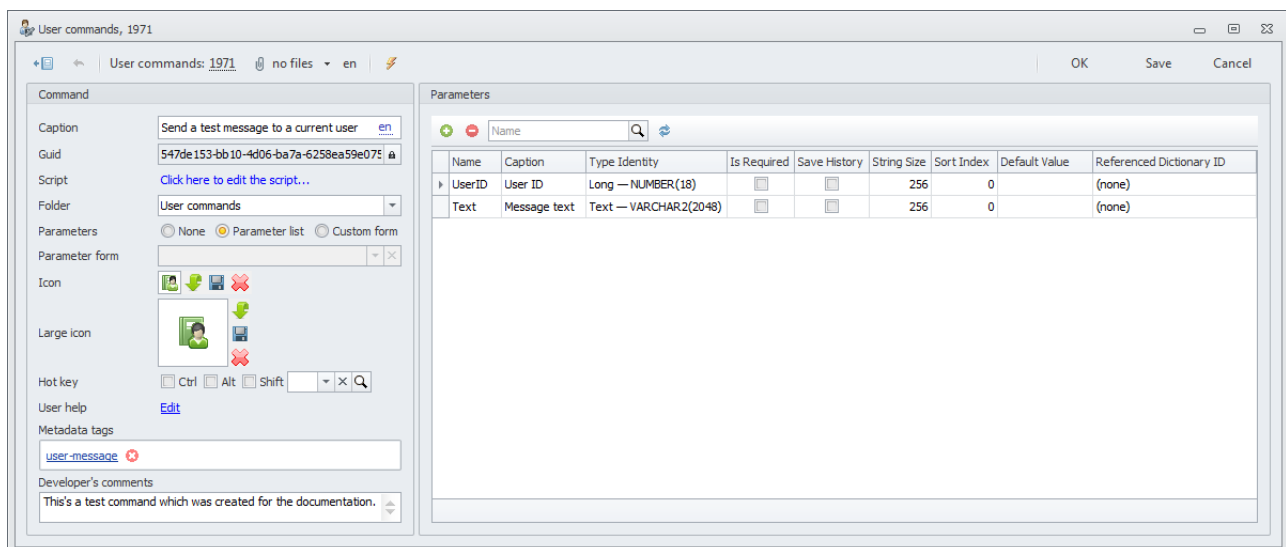 User commands, 1971
User commands: 1971 no files en
OK Save Cancel
Command
Caption Send a test message to a current user en
Guid 547de153-bb10-4d06-ba7a-6258ea59e075
Script Click here to edit the script...
Folder User commands
Parameters None Parameter list Custom form
Parameter form
Icon
Large icon
Hot key Ctrl Alt Shift
User help Edit
Metadata tags
user-message
Developer's comments
This's a test command which was created for the documentation.
Parameters
Name
Name Caption Type Identity Is Required Save History String Size Sort Index Default Value Referenced Dictionary ID
UserID User ID Long — NUMBER(18) 256 0 (none)
Text Message text Text — VARCHAR2(2048) 256 0 (none)